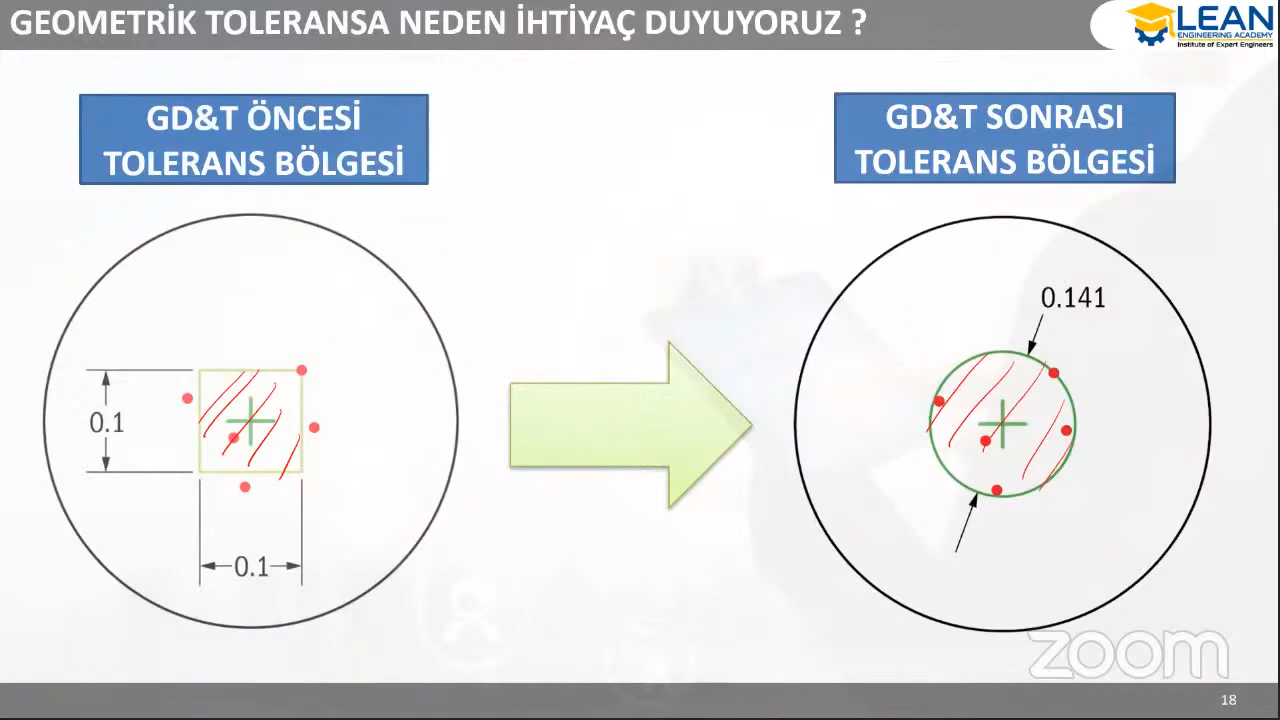 GEOMETRİK TOLERANSA NEDEN İHTİYAÇ DUYUYORUZ ?
LEAN
ENGINEERING ACADEMY
Institute of Expert Engineers
GD&T ÖNCESİ
TOLERANS BÖLGESİ
GD&T SONRASI
TOLERANS BÖLGESİ
0.141
0.1
0.1
zoom
18